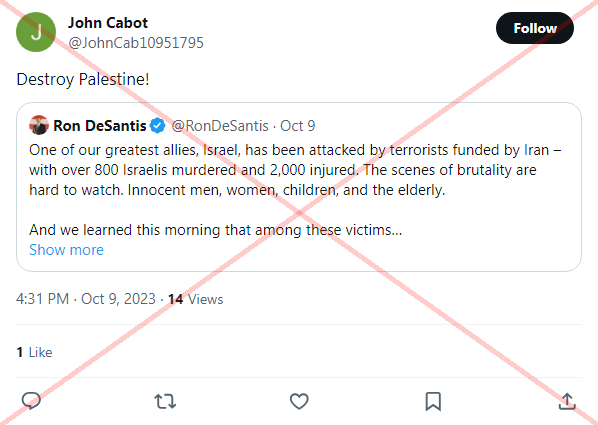 John Cabot
@JohnCab10951795
Follow
Destroy Palestine!
Ron DeSantis @RonDeSantis · Oct 9
One of our greatest allies, Israel, has been attacked by terrorists funded by Iran –
with over 800 Israelis murdered and 2,000 injured. The scenes of brutality are
hard to watch. Innocent men, women, children, and the elderly.
And we learned this morning that among these victims...
Show more
4:31 PM · Oct 9, 2023 · 14 Views
1 Like